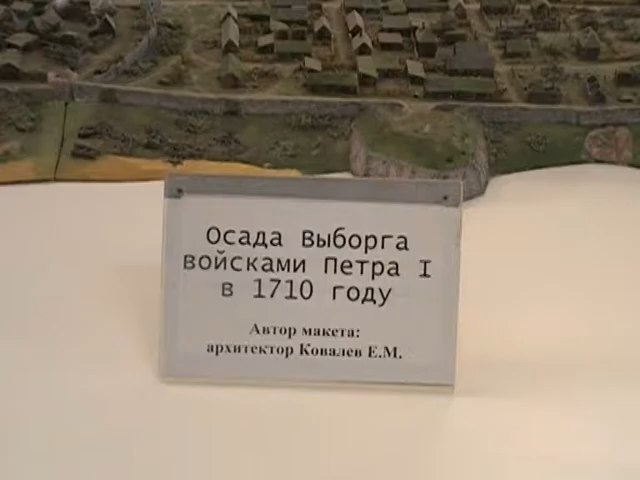 Осада Выборга
войсками Петра I
в 1710 году
Автор макета:
архитектор Ковалев Е.М.